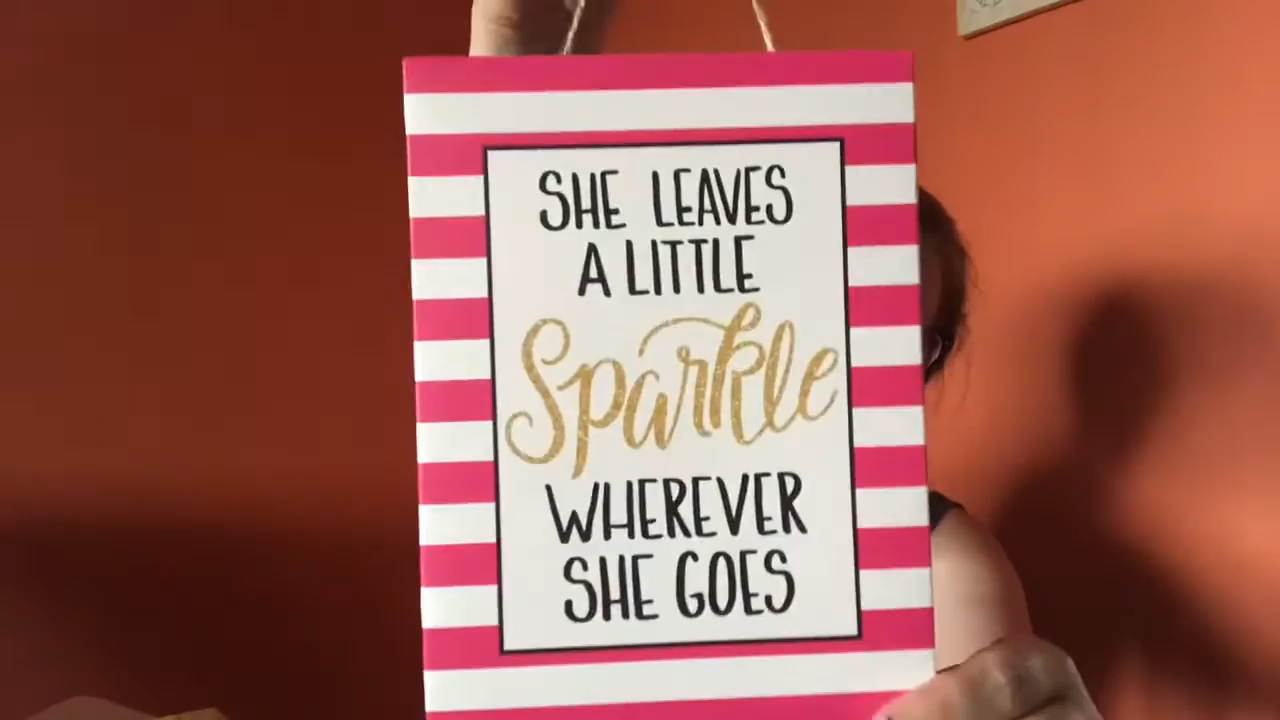 SHE LEAVES
A LITTLE
Sparkle
WHEREVER
SHE GOES